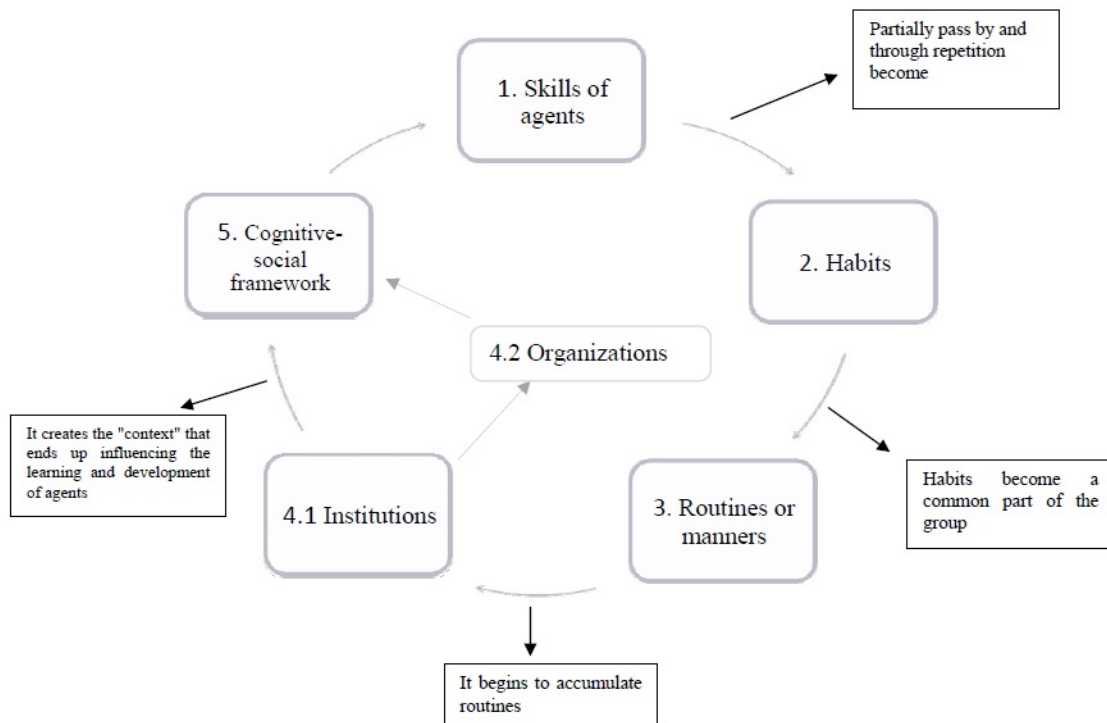 Partially pass by and
through repetition
become
1. Skills of
agents
5. Cognitive-
social
framework
2. Habits
4.2 Organizations
It creates the "context" that
ends up influencing the
learning and development
of agents
4.1 Institutions
3. Routines or
manners
Habits become a
common part of the
group
It begins to accumulate
routines